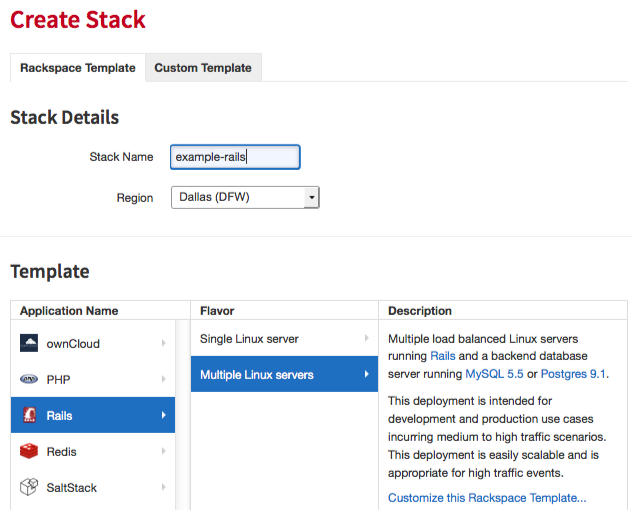 Create Stack
Rackspace Template
Custom Template
Stack Details
Stack Name
example-rails
Region
Dallas (DFW)
Template
Application Name
Flavor
Description
ownCloud
PHP
Rails
Redis
SaltStack
Single Linux server
Multiple Linux servers
Multiple load balanced Linux servers
running Rails and a backend database
server running MySQL 5.5 or Postgres 9.1.
This deployment is intended for
development and production use cases
incurring medium to high traffic scenarios.
This deployment is easily scalable and is
appropriate for high traffic events.
Customize this Rackspace Template...